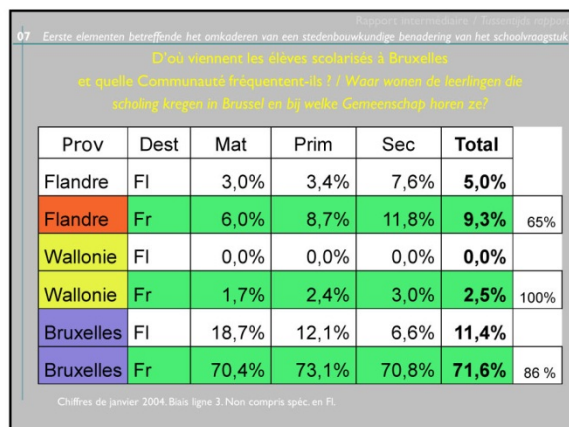 Rapport intermédiaire / Tussentijds rapport
07 Eerste elementen betreffende het omkaderen van een stedenbouwkundige benadering van het schoolvraagstuk
D'où viennent les élèves scolarisés à Bruxelles
et quelle Communauté fréquentent-ils ? / Waar wonen de leerlingen die
scholing kregen in Brussel en bij welke Gemeenschap horen ze?
Prov Dest Mat Prim Sec Total
Flandre Fl 3,0% 3,4% 7,6% 5,0%
Flandre Fr 6,0% 8,7% 11,8% 9,3% 65%
Wallonie Fl 0,0% 0,0% 0,0% 0,0%
Wallonie Fr 1,7% 2,4% 3,0% 2,5% 100%
Bruxelles Fl 18,7% 12,1% 6,6% 11,4%
Bruxelles Fr 70,4% 73,1% 70,8% 71,6% 86 %
Chiffres de janvier 2004. Biais ligne 3. Non compris spéc. en Fl.